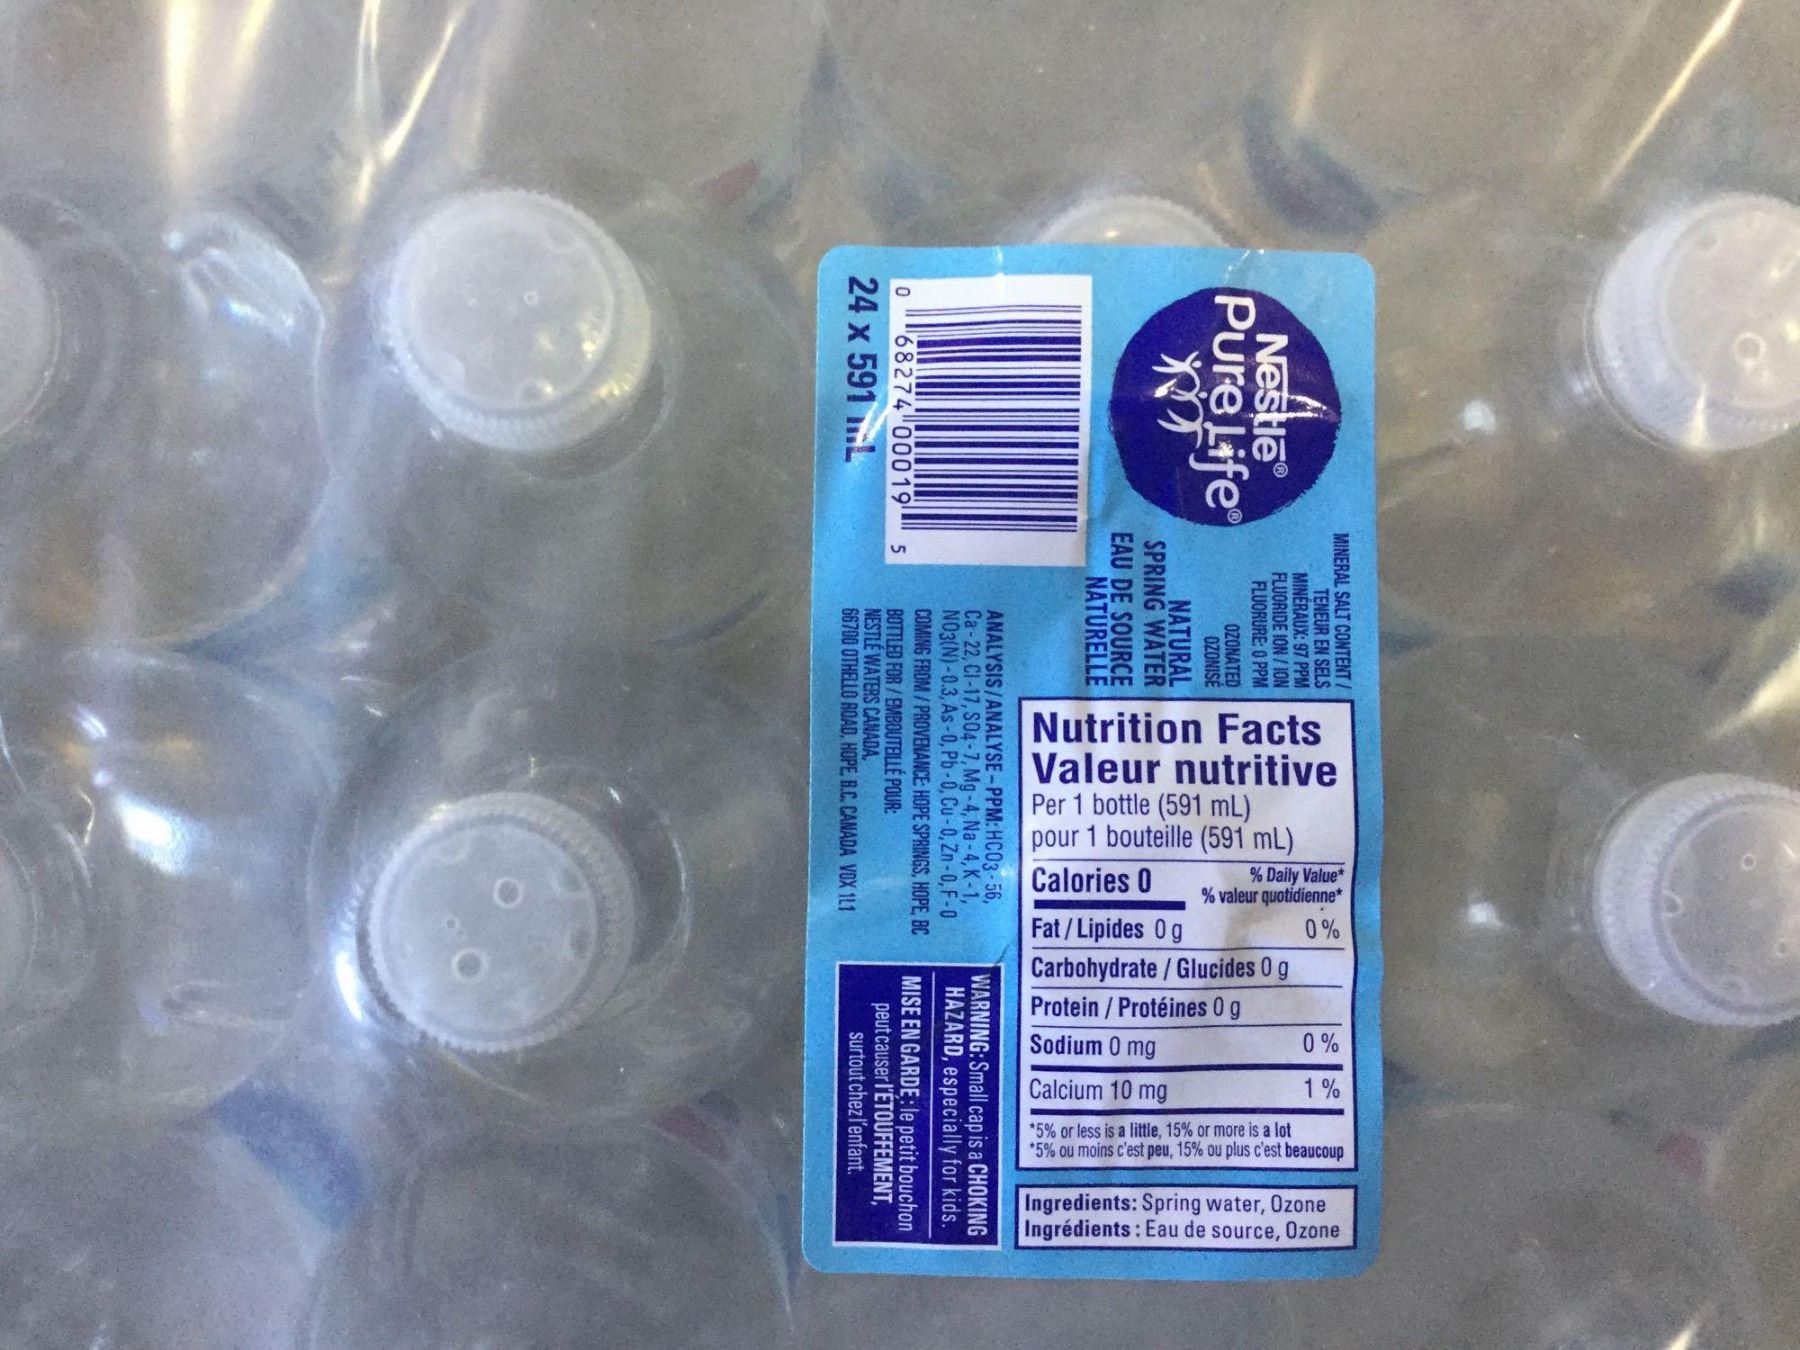 Nestlé®
Pure Life®
MINERAL SALT CONTENT /
TENEUR EN SELS
MINÉRAUX: 97 PPM
FLUORIDE ION / ION
FLUORURE: 0 PPM
OZONATED
OZONISÉ
NATURAL
SPRING WATER
EAU DE SOURCE
NATURELLE
0 68274 00019 5
24 x 591 mL
ANALYSIS / ANALYSE – PPM: HCO3 - 56,
Ca - 22, Cl - 17, SO4 - 7, Mg - 4, Na - 4, K - 1,
NO3(N) - 0.3, As - 0, Pb - 0, Cu - 0, Zn - 0, F - 0
COMING FROM / PROVENANCE: HOPE SPRINGS, HOPE, BC
BOTTLED FOR / EMBOUTEILLÉ POUR:
NESTLÉ WATERS CANADA,
66700 OTHELLO ROAD, HOPE, B.C. CANADA V0X 1L1
Nutrition Facts
Valeur nutritive
Per 1 bottle (591 mL)
pour 1 bouteille (591 mL)
Calories 0
% Daily Value*
% valeur quotidienne*
Fat / Lipides 0 g 0 %
Carbohydrate / Glucides 0 g
Protein / Protéines 0 g
Sodium 0 mg 0 %
Calcium 10 mg 1 %
*5% or less is a little, 15% or more is a lot
*5% ou moins c'est peu, 15% ou plus c'est beaucoup
Ingredients: Spring water, Ozone
Ingrédients : Eau de source, Ozone
WARNING: Small cap is a CHOKING
HAZARD, especially for kids.
MISE EN GARDE : le petit bouchon
peut causer l'ÉTOUFFEMENT,
surtout chez l'enfant.